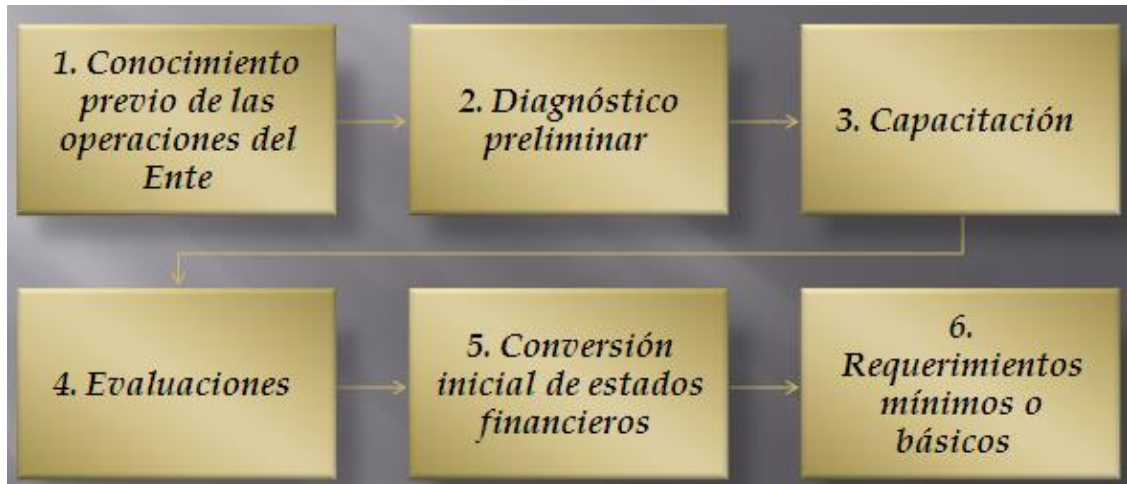 1. Conocimiento
previo de las
operaciones del
Ente
2. Diagnóstico
preliminar
3. Capacitación
4. Evaluaciones
5. Conversión
inicial de estados
financieros
6.
Requerimientos
mínimos o
básicos